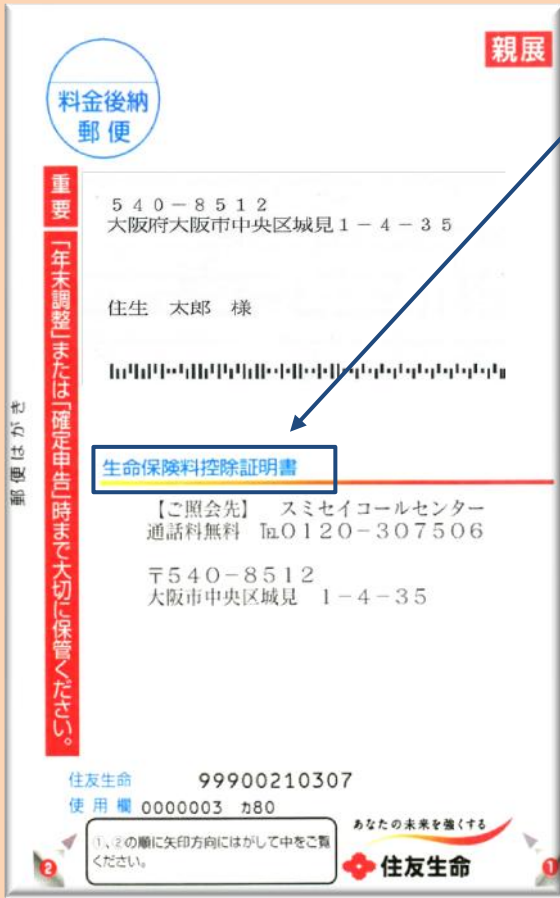 親展
料金後納
郵便
重要
「年末調整」または「確定申告」時まで大切に保管ください。
郵便はがき
540-8512
大阪府大阪市中央区城見1-4-35
住生 太郎 様
生命保険料控除証明書
【ご照会先】 スミセイコールセンター
通話料無料 ℡0120-307506
〒540-8512
大阪市中央区城見 1-4-35
住友生命 99900210307
使用欄 0000003 カ80
①、②の順に矢印方向にはがして中をご覧
ください。
あなたの未来を強くする
住友生命
2
1